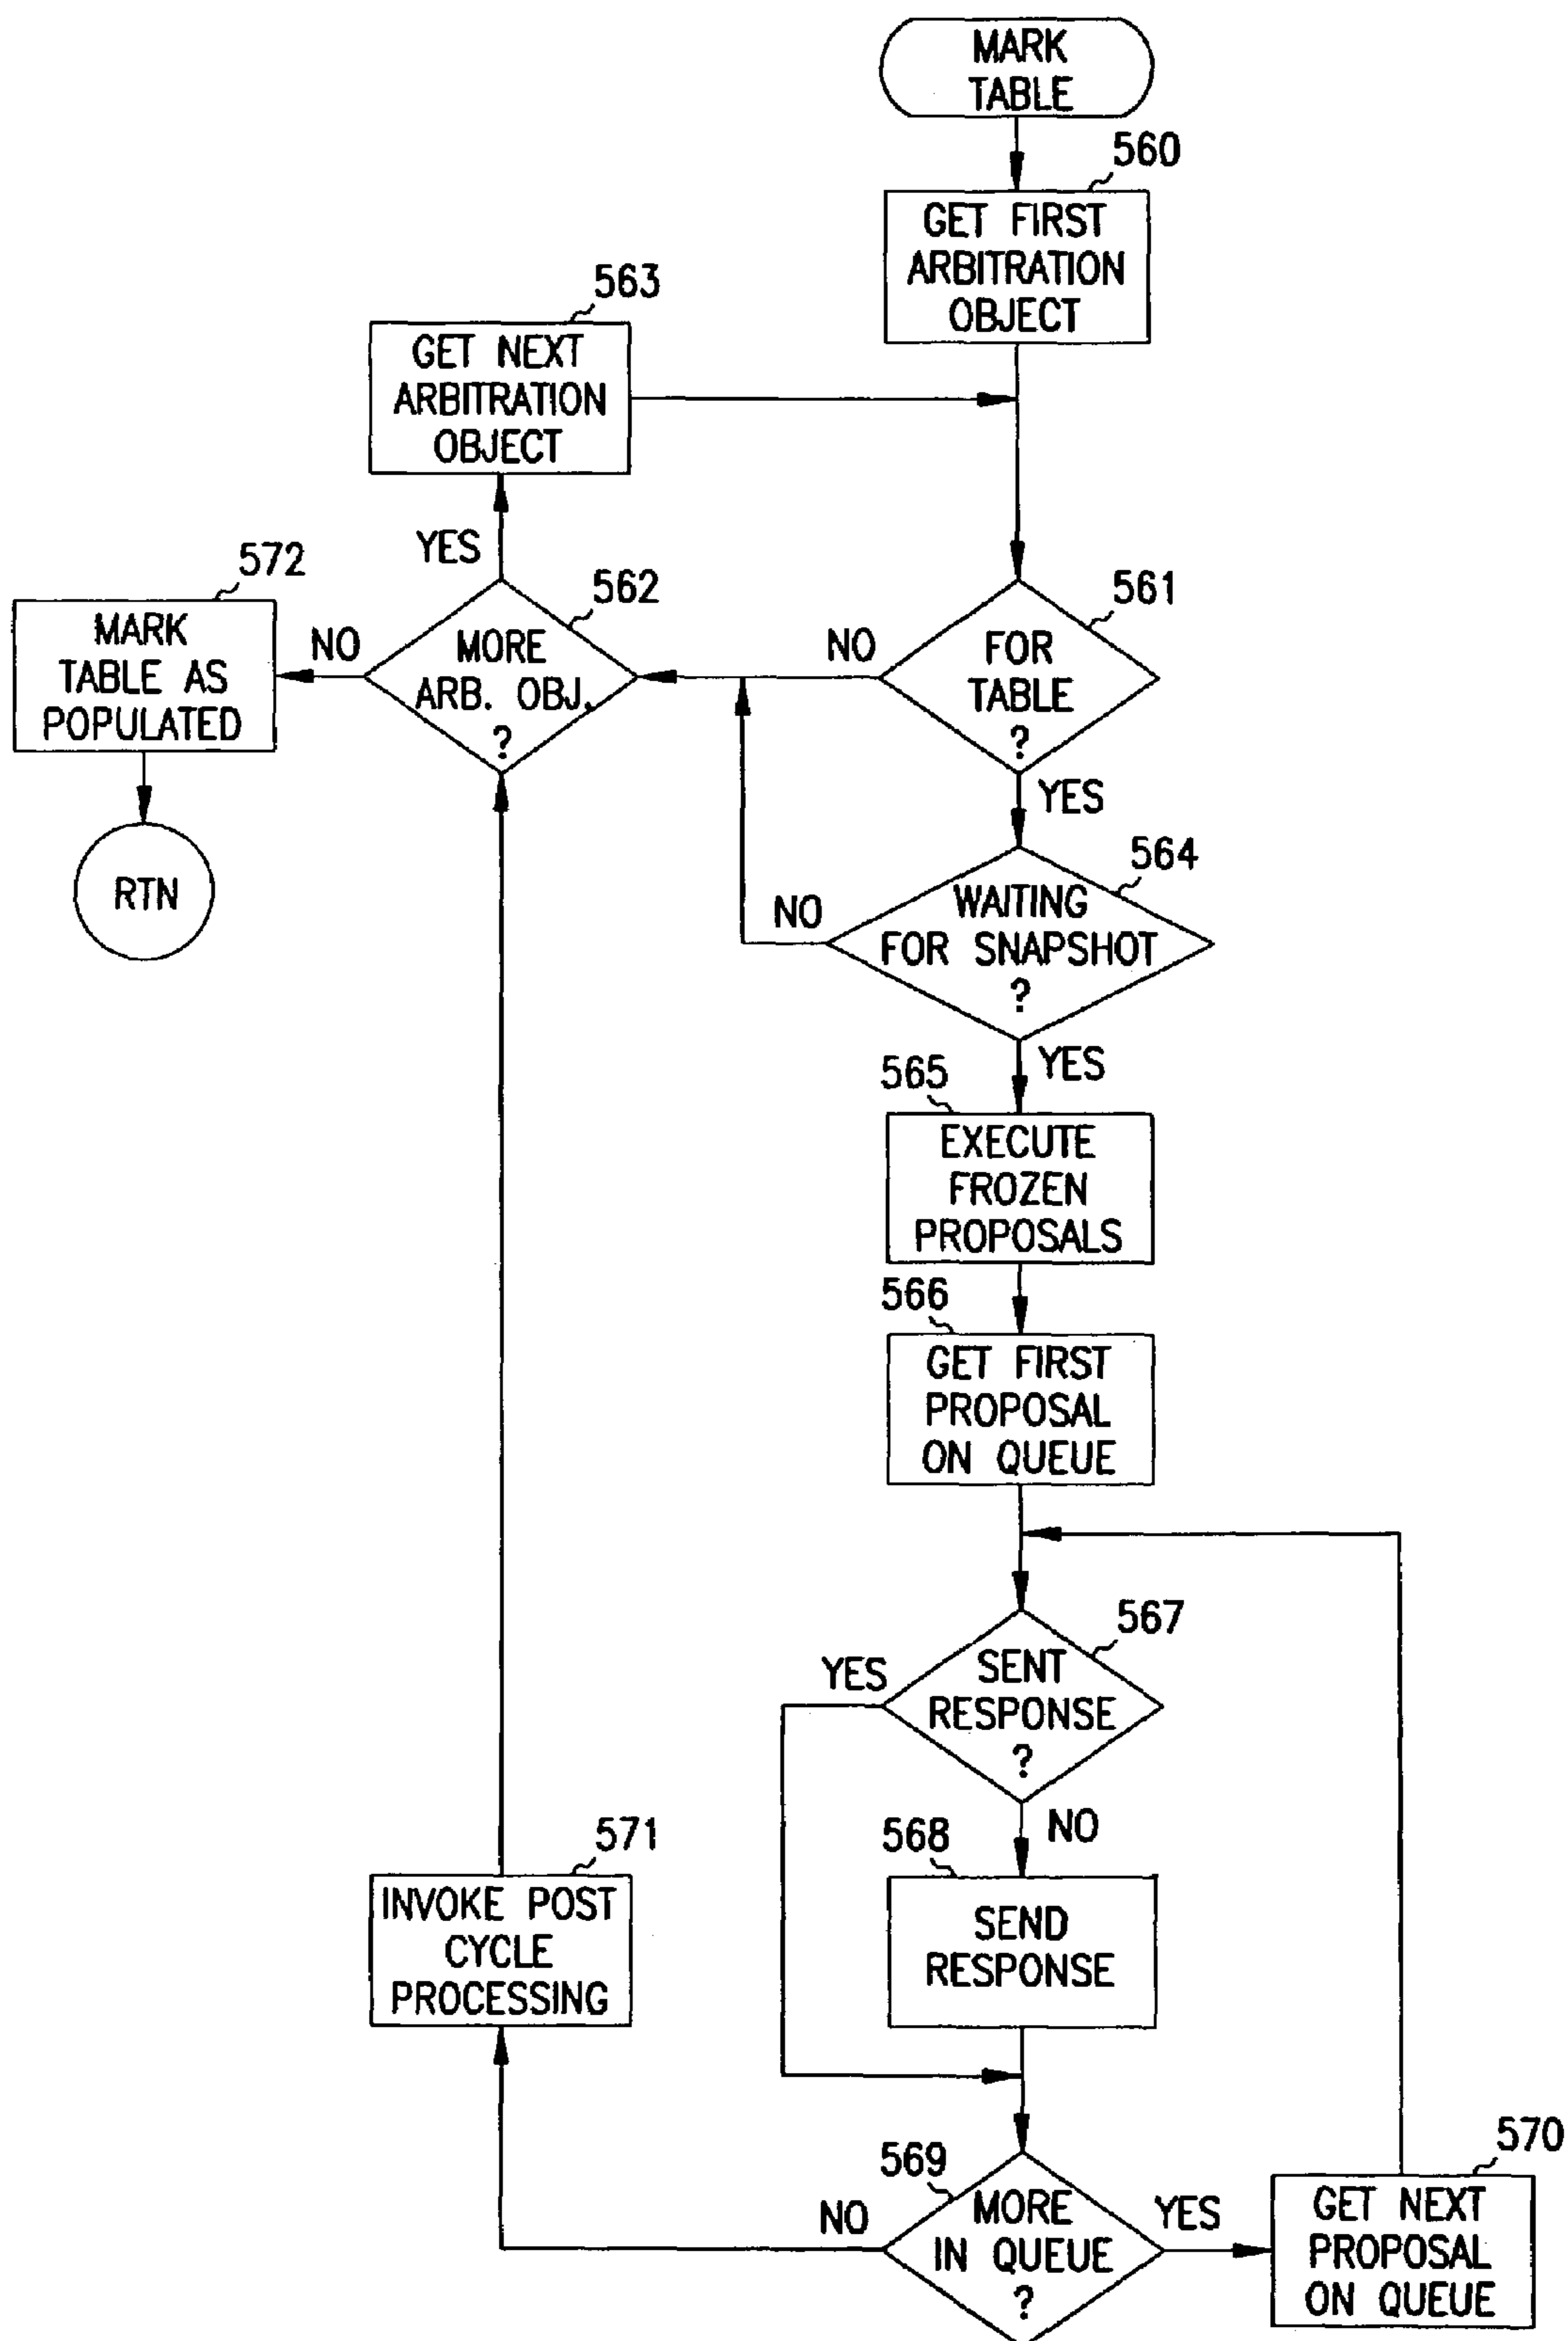 MARK
TABLE
560
GET FIRST
ARBITRATION
OBJECT
563
GET NEXT
ARBITRATION
OBJECT
YES
572
MARK
TABLE AS
POPULATED
NO
562
MORE
ARB. OBJ.
?
NO
561
FOR
TABLE
?
YES
RTN
564
WAITING
FOR SNAPSHOT
?
NO
YES
565
EXECUTE
FROZEN
PROPOSALS
566
GET FIRST
PROPOSAL
ON QUEUE
567
SENT
RESPONSE
?
YES
NO
568
SEND
RESPONSE
571
INVOKE POST
CYCLE
PROCESSING
569
MORE
IN QUEUE
?
NO
YES
570
GET NEXT
PROPOSAL
ON QUEUE